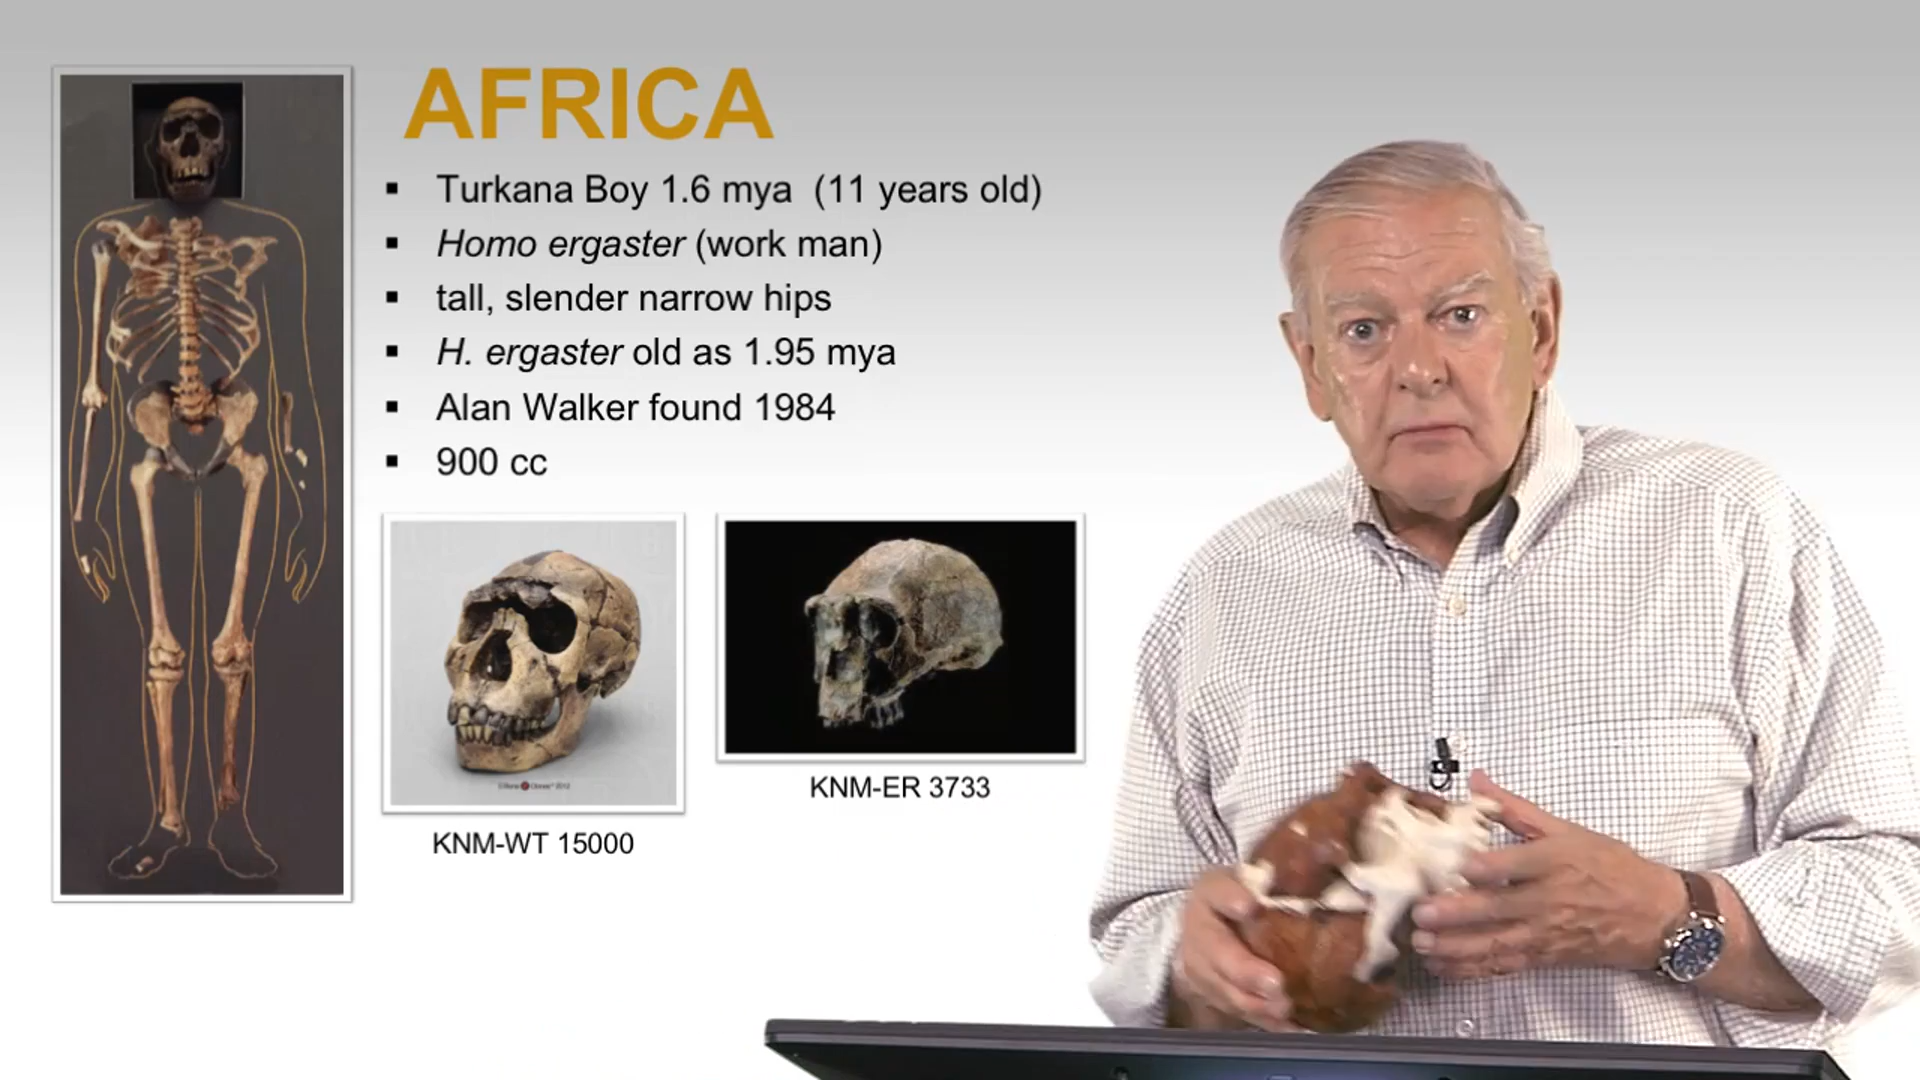 AFRICA
▪ Turkana Boy 1.6 mya (11 years old)
▪ Homo ergaster (work man)
▪ tall, slender narrow hips
▪ H. ergaster old as 1.95 mya
▪ Alan Walker found 1984
▪ 900 cc
KNM-ER 3733
KNM-WT 15000